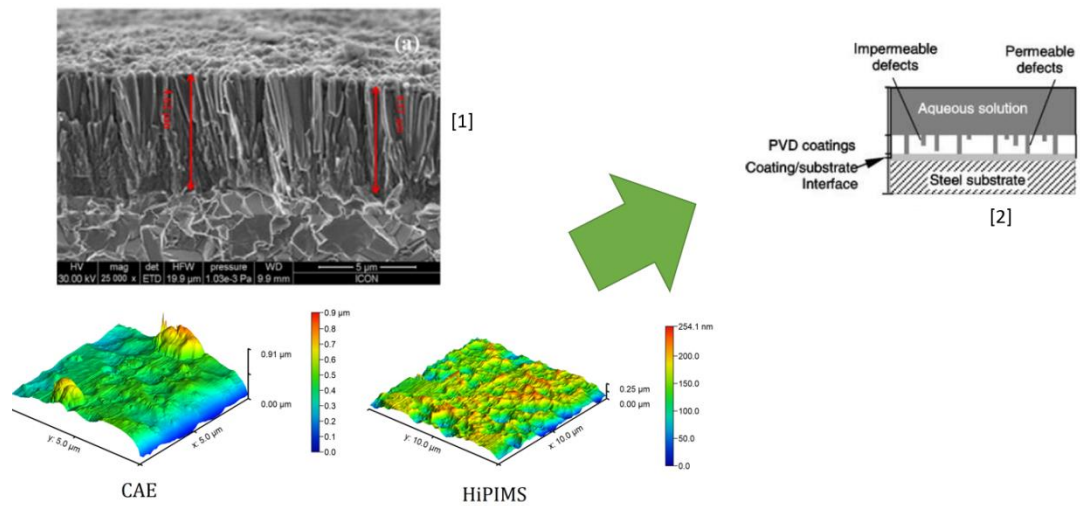 (a)
[1]
HV mag det HFW pressure WD 5 µm
30.00 kV 25 000 x ETD 19.9 µm 1.03e-3 Pa 9.9 mm ICON
Impermeable
defects
Permeable
defects
Aqueous solution
PVD coatings
Coating/substrate
Interface
Steel substrate
[2]
0.91 µm
0.00 µm
y: 5.0 µm
x: 5.0 µm
0.9 µm
0.8
0.7
0.6
0.5
0.4
0.3
0.2
0.1
0.0
CAE
0.25 µm
0.00 µm
y: 10.0 µm
x: 10.0 µm
254.1 nm
200.0
150.0
100.0
50.0
0.0
HiPIMS